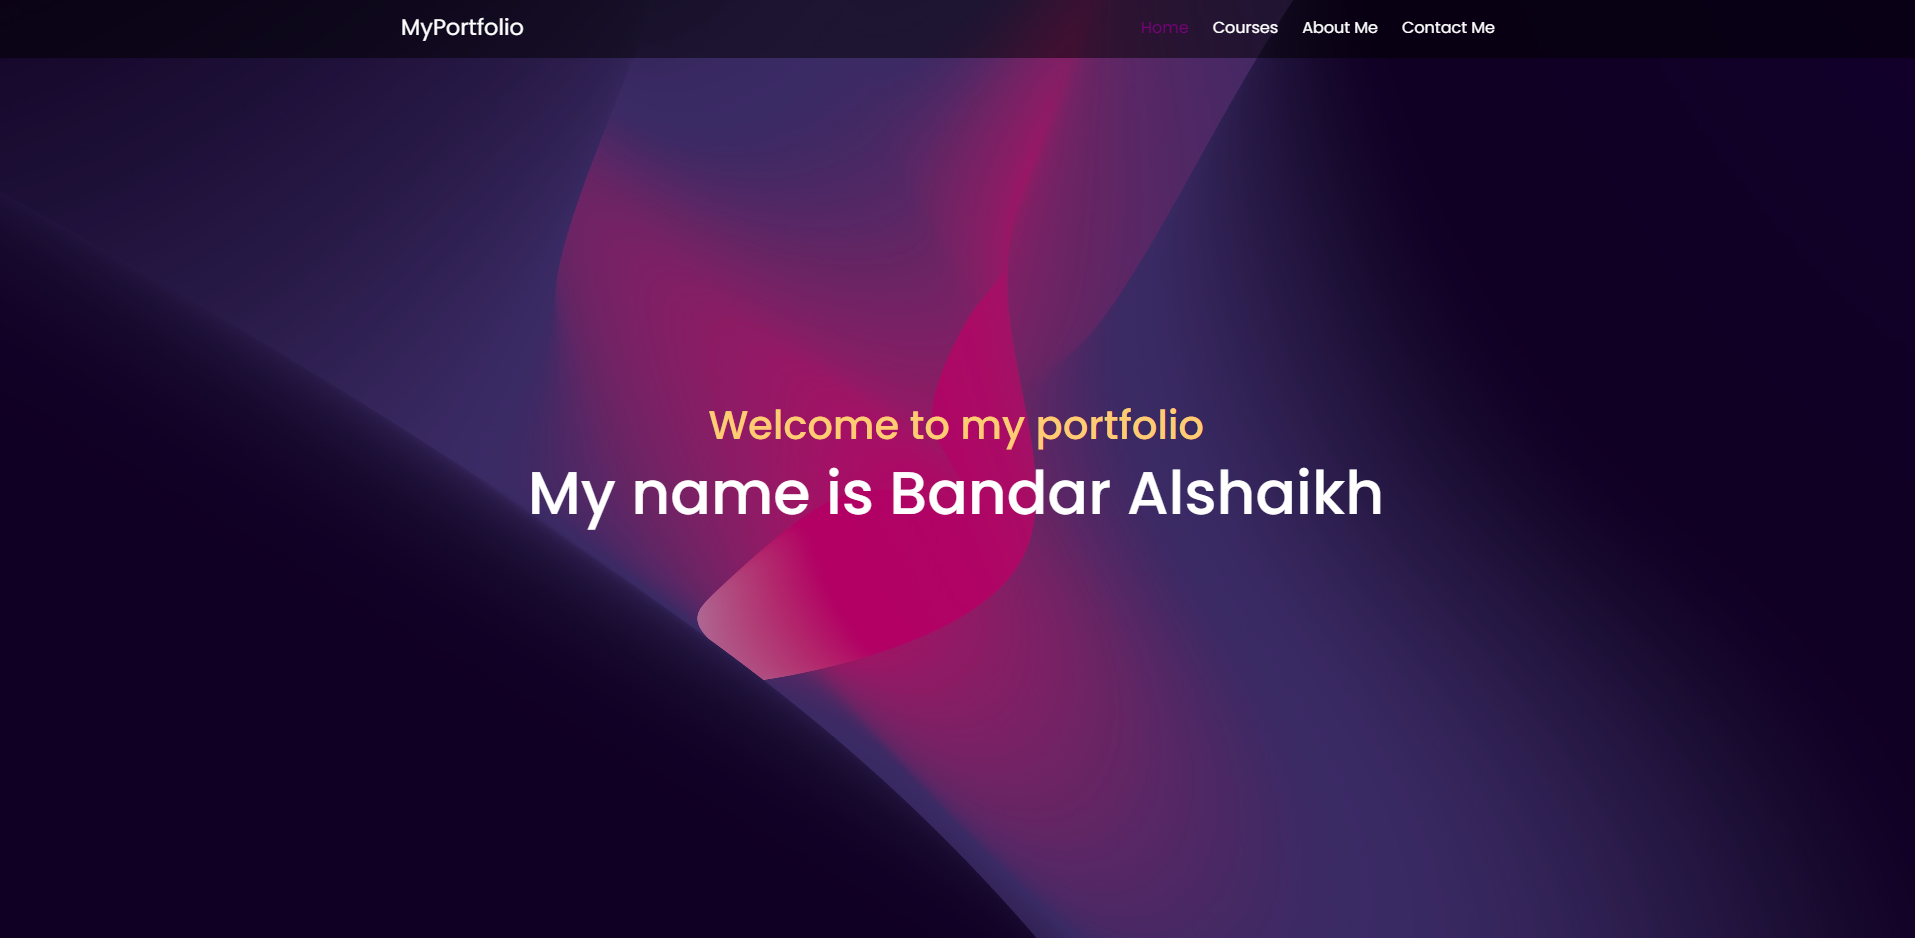 MyPortfolio
Home Courses About Me Contact Me
Welcome to my portfolio
My name is Bandar Alshaikh